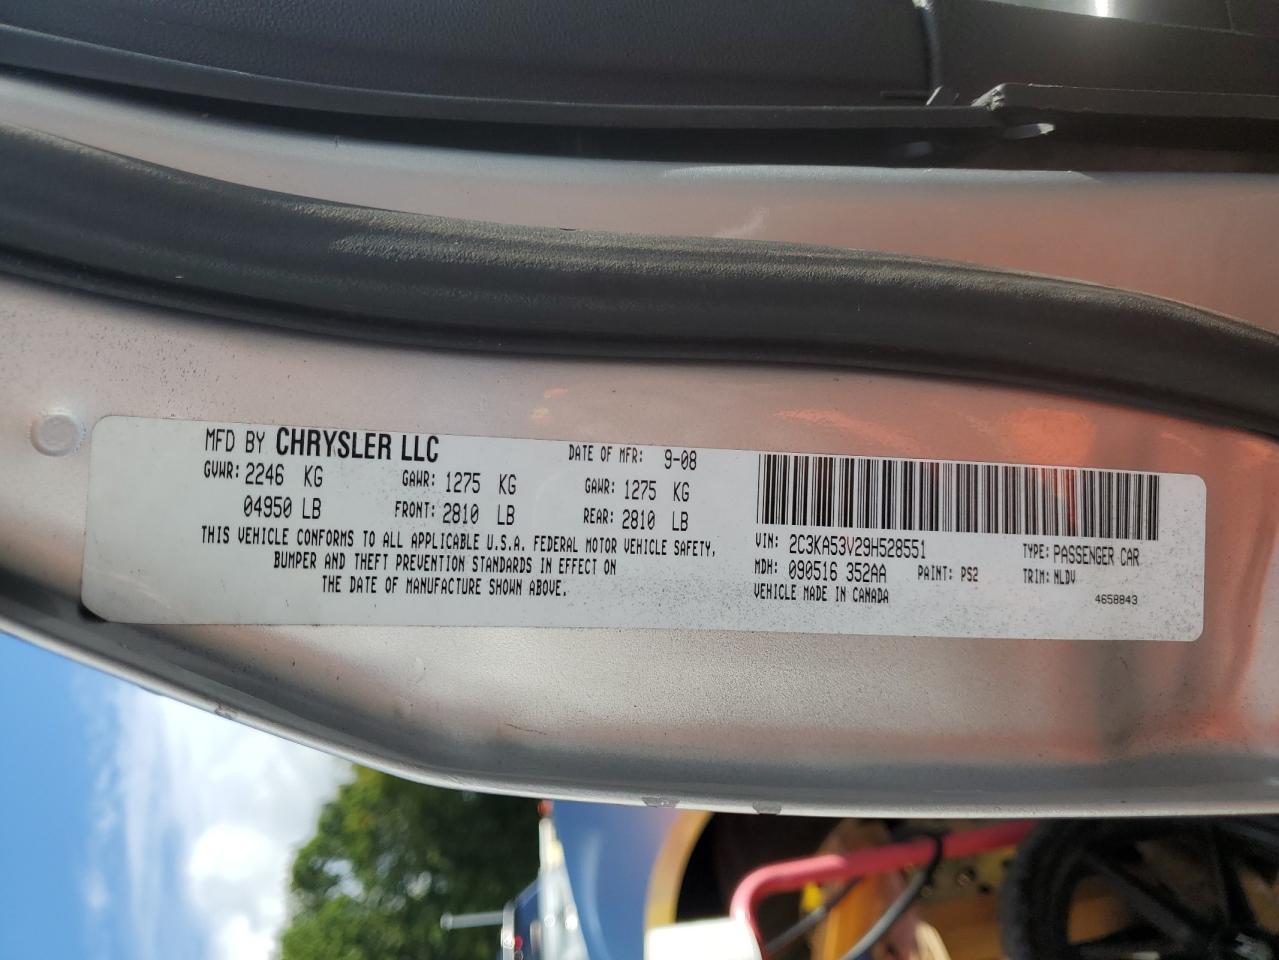 MFD BY CHRYSLER LLC DATE OF MFR: 9-08
GVWR: 2246 KG GAWR: 1275 KG GAWR: 1275 KG
04950 LB FRONT: 2810 LB REAR: 2810 LB
THIS VEHICLE CONFORMS TO ALL APPLICABLE U.S.A. FEDERAL MOTOR VEHICLE SAFETY,
BUMPER AND THEFT PREVENTION STANDARDS IN EFFECT ON
THE DATE OF MANUFACTURE SHOWN ABOVE.
VIN: 2C3KA53V29H528551 TYPE: PASSENGER CAR
MDH: 090516 352AA PAINT: PS2 TRIM: NLDV
VEHICLE MADE IN CANADA 4658843